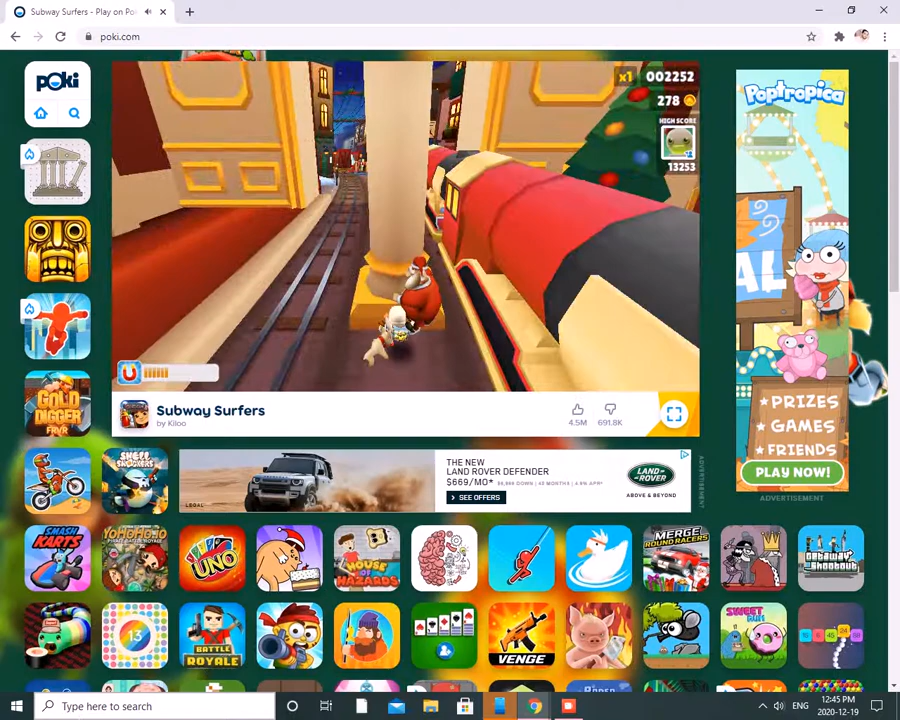 Subway Surfers - Play on Po
poki.com
poki
x1 002252
278
HIGH SCORE
13253
Poptropica
AL
★ PRIZES
★ GAMES
★ FRIENDS
PLAY NOW!
ADVERTISEMENT
Subway Surfers
by Kiloo
4.5M
691.8K
GOLD
DIGGER
FRVR
SHELL
SHOCKERS
THE NEW
LAND ROVER DEFENDER
$669/MO*
> SEE OFFERS
LEGAL
LAND-
ROVER
ABOVE & BEYOND
ADVERTISEMENT
SMASH
KARTS
YOHOHO.IO
UNO
HOUSE
OF
HAZARDS
MERGE
ROUND RACERS
GETAWAY
SHOOTOUT
13
BATTLE
ROYALE
VENGE
SWEET
Type here to search
ENG
12:45 PM
2020-12-19